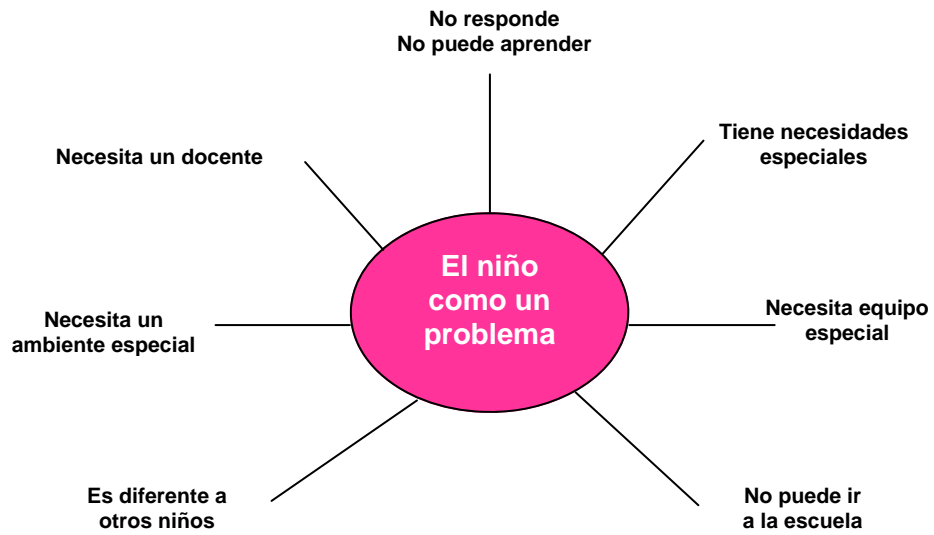 No responde
No puede aprender
Tiene necesidades
especiales
Necesita un docente
El niño
como un
problema
Necesita un
ambiente especial
Necesita equipo
especial
Es diferente a
otros niños
No puede ir
a la escuela